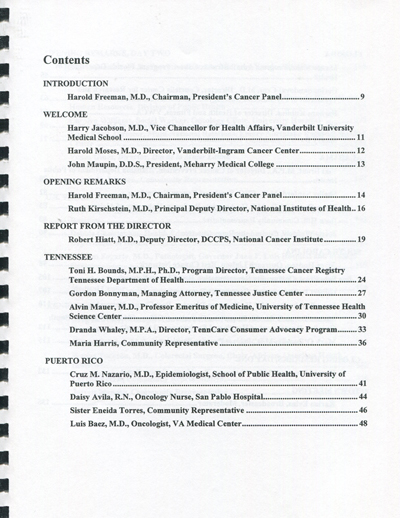 Contents
INTRODUCTION
Harold Freeman, M.D., Chairman, President's Cancer Panel.......................................9
WELCOME
Harry Jacobson, M.D., Vice Chancellor for Health Affairs, Vanderbilt University
Medical School.......................................11
Harold Moses, M.D., Director, Vanderbilt-Ingram Cancer Center.......................................12
John Maupin, D.D.S., President, Meharry Medical College.......................................13
OPENING REMARKS
Harold Freeman, M.D., Chairman, President's Cancer Panel.......................................14
Ruth Kirschstein, M.D., Principal Deputy Director, National Institutes of Health..16
REPORT FROM THE DIRECTOR
Robert Hiatt, M.D., Deputy Director, DCCPS, National Cancer Institute................19
TENNESSEE
Toni H. Bounds, M.P.H., Ph.D., Program Director, Tennessee Cancer Registry
Tennessee Department of Health.......................................24
Gordon Bonnyman, Managing Attorney, Tennessee Justice Center.......................................27
Alvin Mauer, M.D., Professor Emeritus of Medicine, University of Tennessee Health
Science Center.......................................30
Dranda Whaley, M.P.A., Director, TennCare Consumer Advocacy Program.........33
Maria Harris, Community Representative.......................................36
PUERTO RICO
Cruz M. Nazario, M.D., Epidemiologist, School of Public Health, University of
Puerto Rico.......................................41
Daisy Avila, R.N., Oncology Nurse, San Pablo Hospital.......................................44
Sister Eneida Torres, Community Representative.......................................46
Luis Baez, M.D., Oncologist, VA Medical Center.......................................48